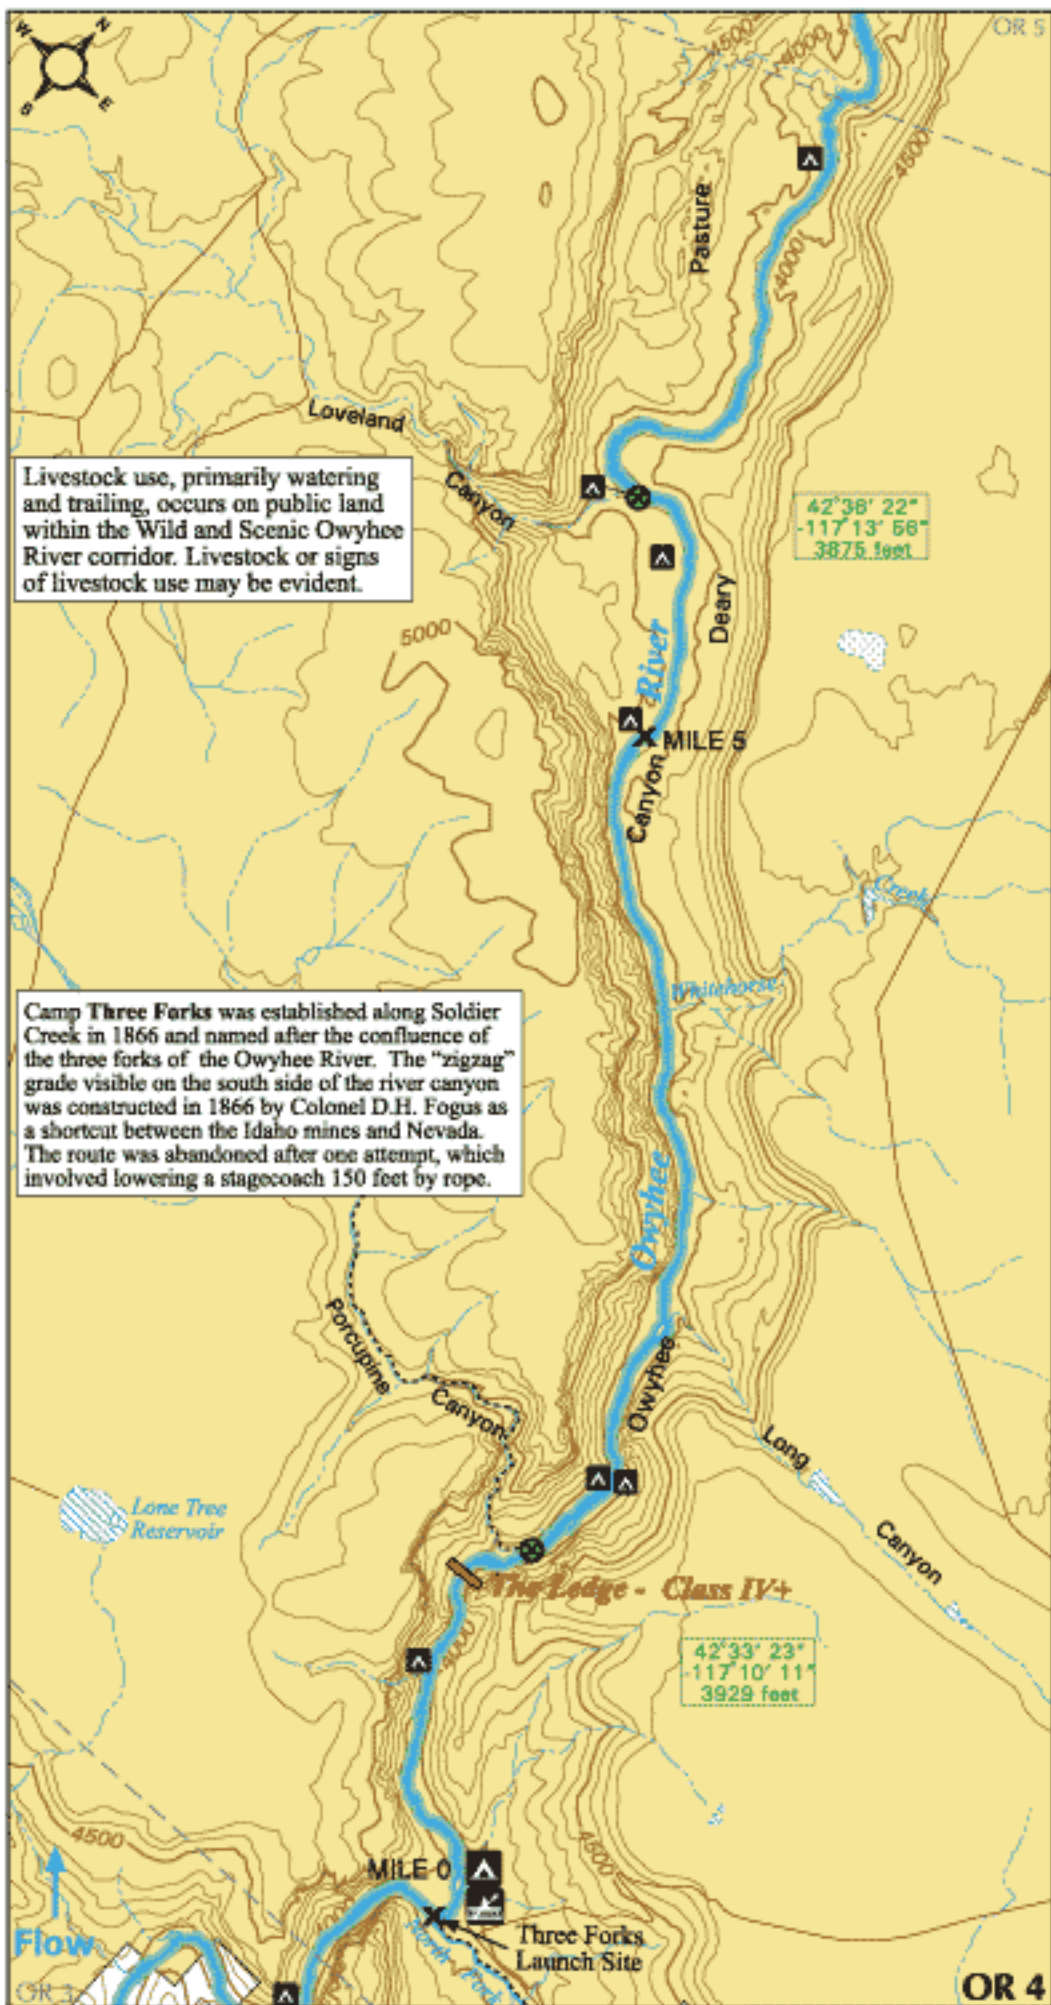 W
N
S
E
OR 5
4500
4000
4500
Pasture
4000
Loveland
Canyon
Livestock use, primarily watering
and trailing, occurs on public land
within the Wild and Scenic Owyhee
River corridor. Livestock or signs
of livestock use may be evident.
42°38' 22"
-117°13' 56"
3875 feet
Deary
5000
River
MILE 5
Canyon
Creek
Whitehorse
Camp Three Forks was established along Soldier
Creek in 1866 and named after the confluence of
the three forks of the Owyhee River. The “zigzag”
grade visible on the south side of the river canyon
was constructed in 1866 by Colonel D.H. Fogus as
a shortcut between the Idaho mines and Nevada.
The route was abandoned after one attempt, which
involved lowering a stagecoach 150 feet by rope.
Owyhee
Porcupine
Canyon
Owyhee
Long
Canyon
Lone Tree
Reservoir
The Ledge - Class IV+
4000
42°33' 23"
-117°10' 11"
3929 feet
4500
4500
MILE 0
Flow
North Fork
Three Forks
Launch Site
OR 3
OR 4